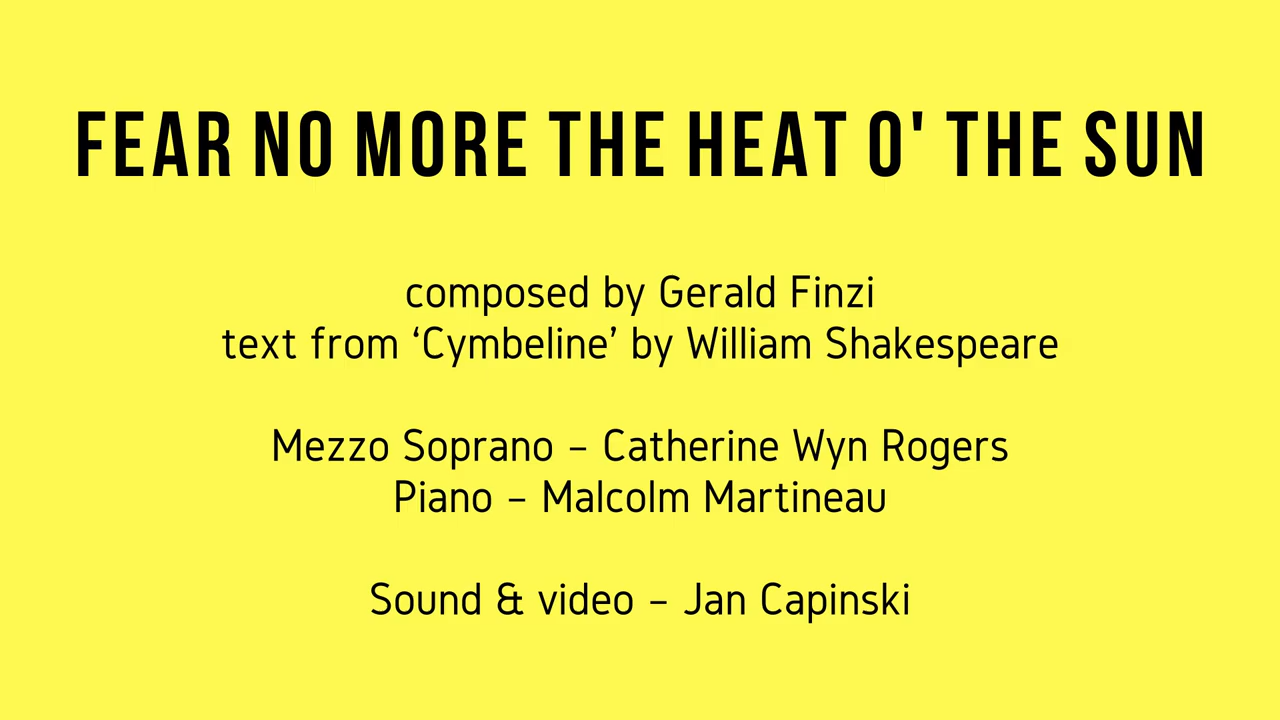 FEAR NO MORE THE HEAT O' THE SUN
composed by Gerald Finzi
text from ‘Cymbeline’ by William Shakespeare
Mezzo Soprano – Catherine Wyn Rogers
Piano – Malcolm Martineau
Sound & video – Jan Capinski